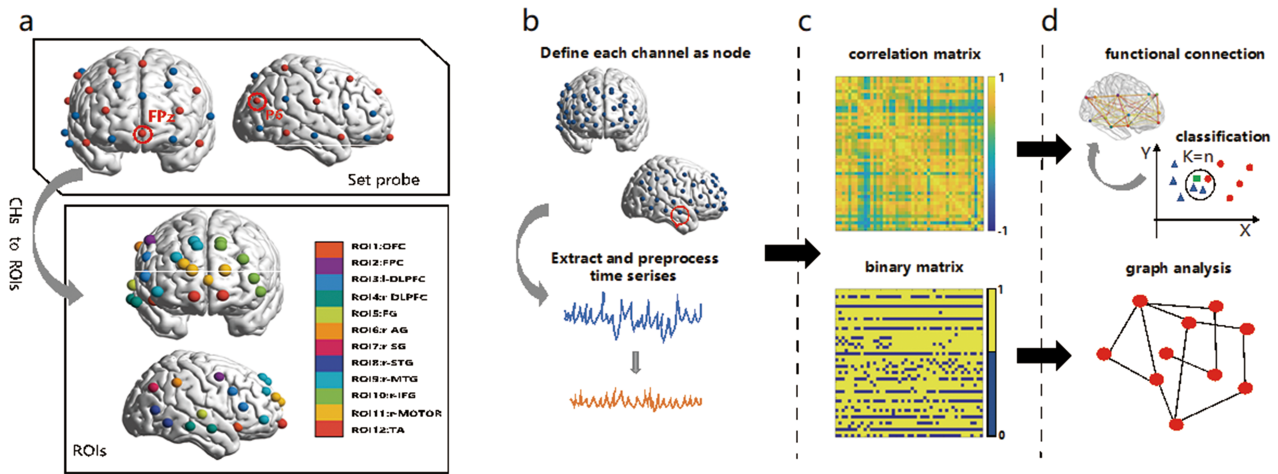 a
FPz
P6
Set probe
CHs to ROIs
ROI1:OFC
ROI2:FPC
ROI3:l-DLPFC
ROI4:r DLPFC
ROI5:FG
ROI6:r-AG
ROI7:r-SG
ROI8:r-STG
ROI9:r-MTG
ROI10:r-IFG
ROI11:r-MOTOR
ROI12:TA
ROIs
b
Define each channel as node
Extract and preprocess
time serises
c
correlation matrix
1
-1
binary matrix
1
0
d
functional connection
classification
Y
K=n
X
graph analysis